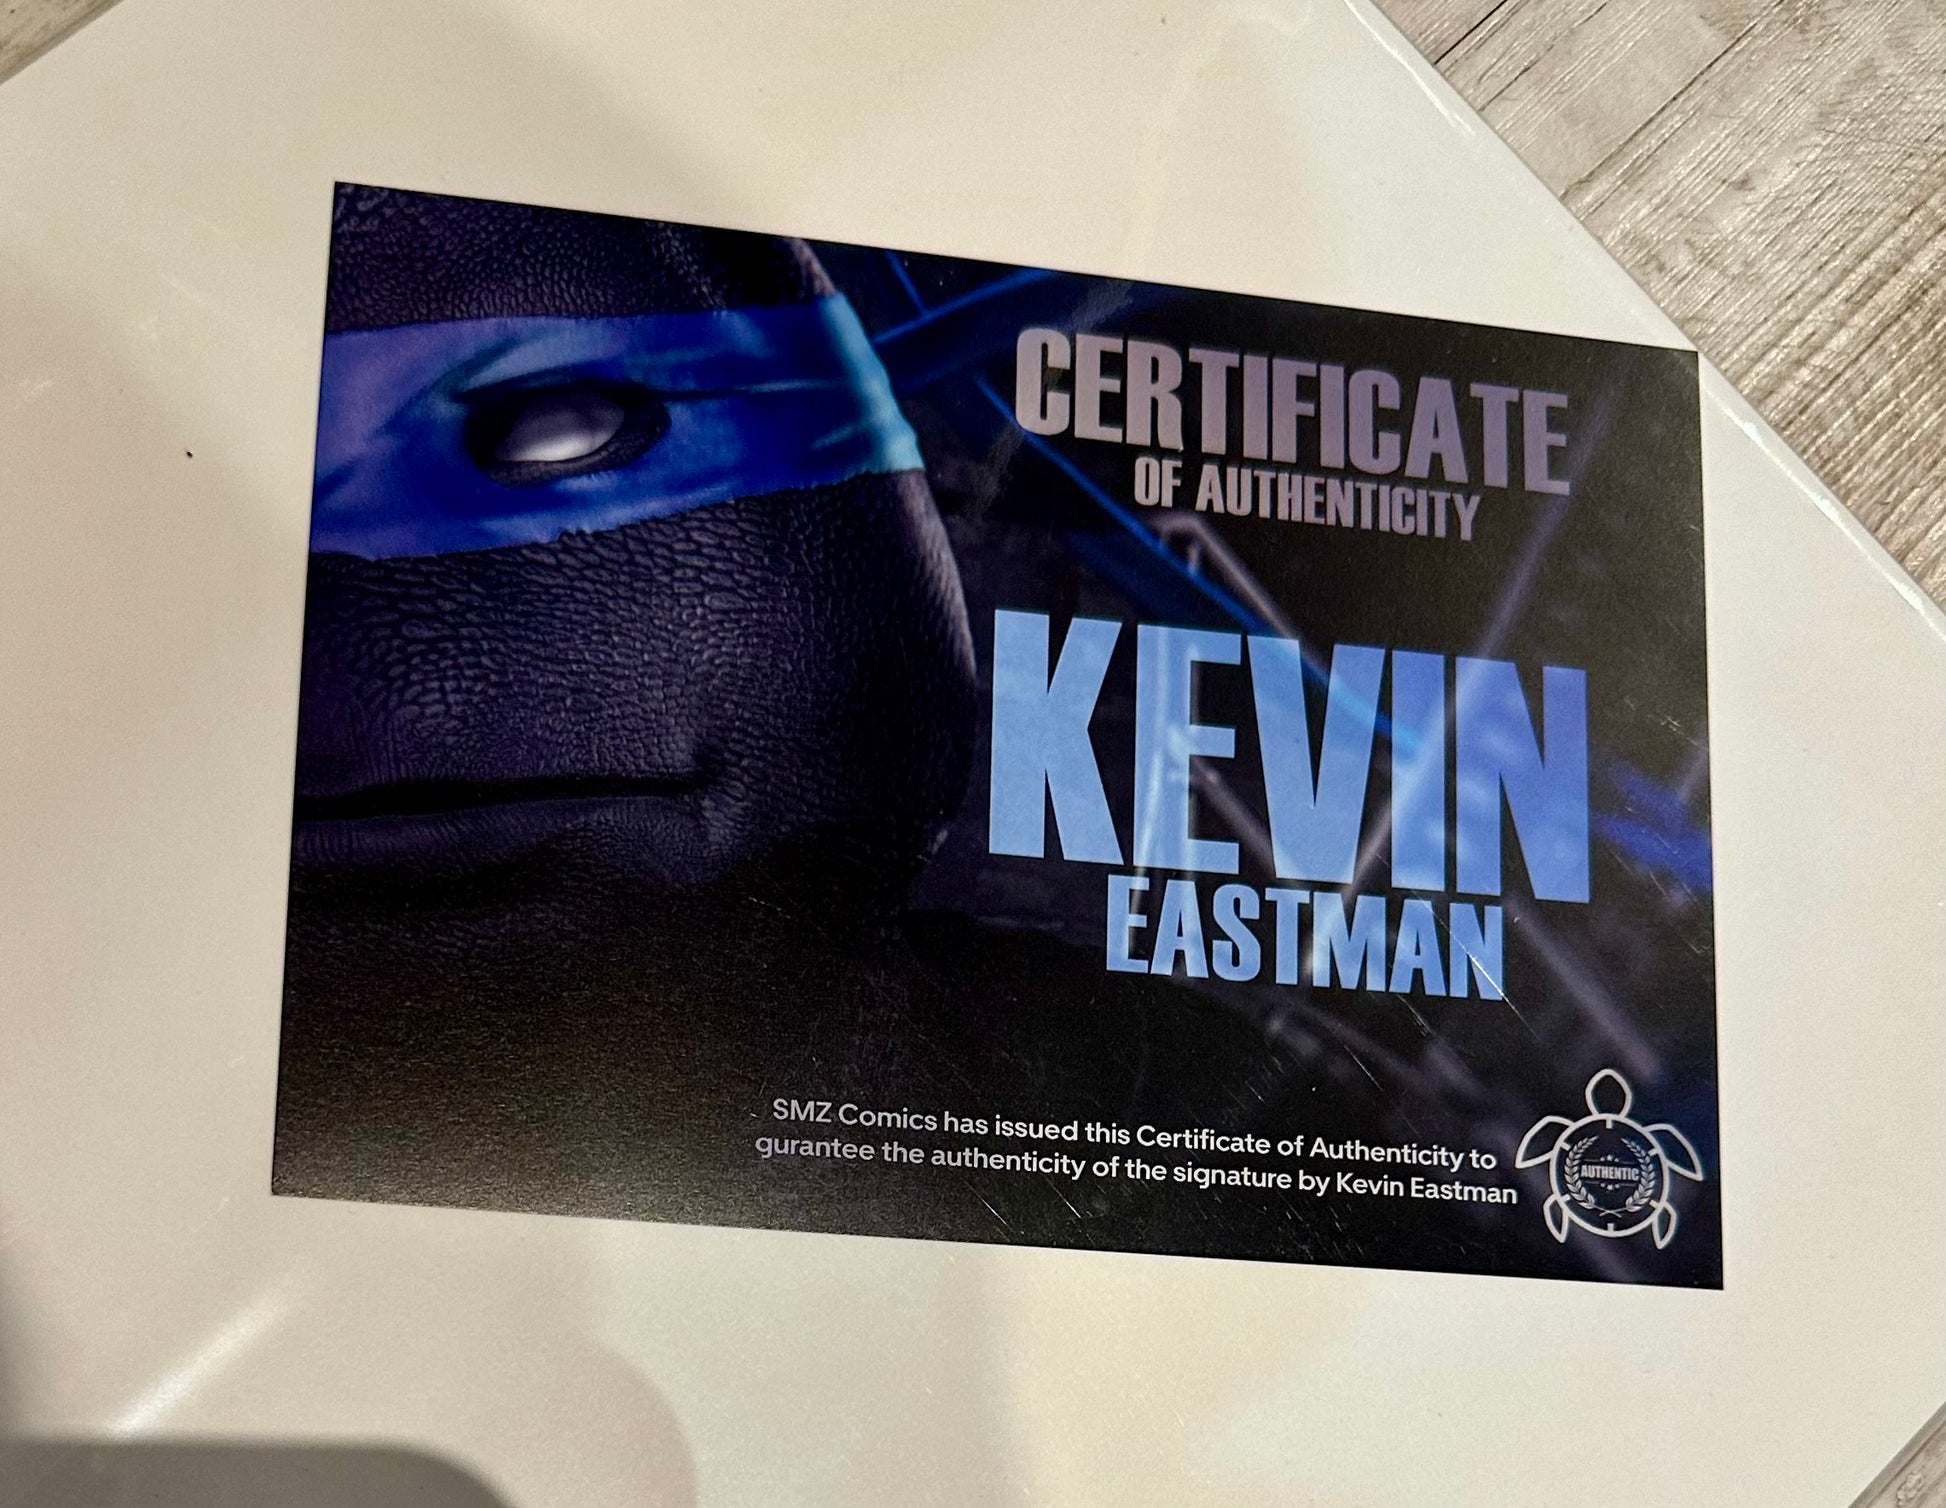 CERTIFICATE
OF AUTHENTICITY
KEVIN
EASTMAN
SMZ Comics has issued this Certificate of Authenticity to
gurantee the authenticity of the signature by Kevin Eastman
AUTHENTIC